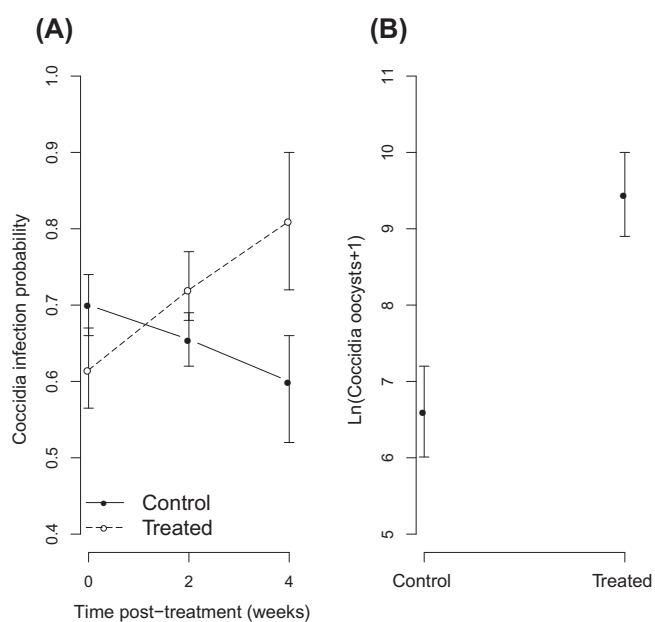 (A)
Coccidia infection probability
1.0
0.9
0.8
0.7
0.6
0.5
0.4
Control
Treated
0 2 4
Time post−treatment (weeks)
(B)
Ln(Coccidia oocysts+1)
11
10
9
8
7
6
5
Control Treated